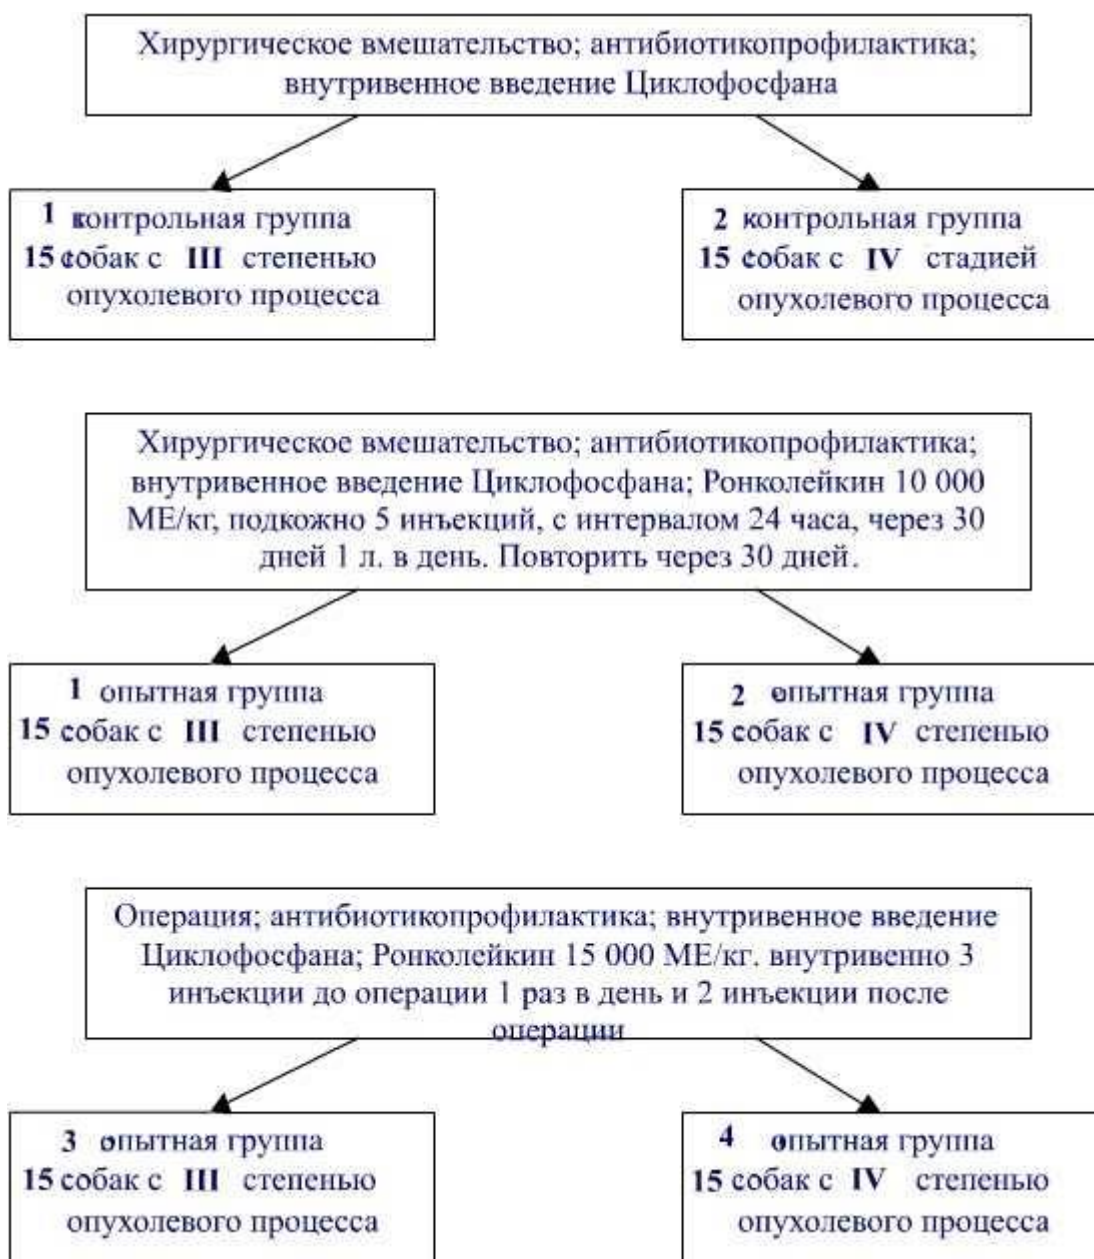 Хирургическое вмешательство; антибиотикопрофилактика;
внутривенное введение Циклофосфана
1 контрольная группа
15 собак с III степенью
опухолевого процесса
2 контрольная группа
15 собак с IV стадией
опухолевого процесса
Хирургическое вмешательство; антибиотикопрофилактика;
внутривенное введение Циклофосфана; Ронколейкин 10 000
МЕ/кг, подкожно 5 инъекций, с интервалом 24 часа, через 30
дней 1 л. в день. Повторить через 30 дней.
1 опытная группа
15 собак с III степенью
опухолевого процесса
2 опытная группа
15 собак с IV степенью
опухолевого процесса
Операция; антибиотикопрофилактика; внутривенное введение
Циклофосфана; Ронколейкин 15 000 МЕ/кг. внутривенно 3
инъекции до операции 1 раз в день и 2 инъекции после
операции
3 опытная группа
15 собак с III степенью
опухолевого процесса
4 опытная группа
15 собак с IV степенью
опухолевого процесса